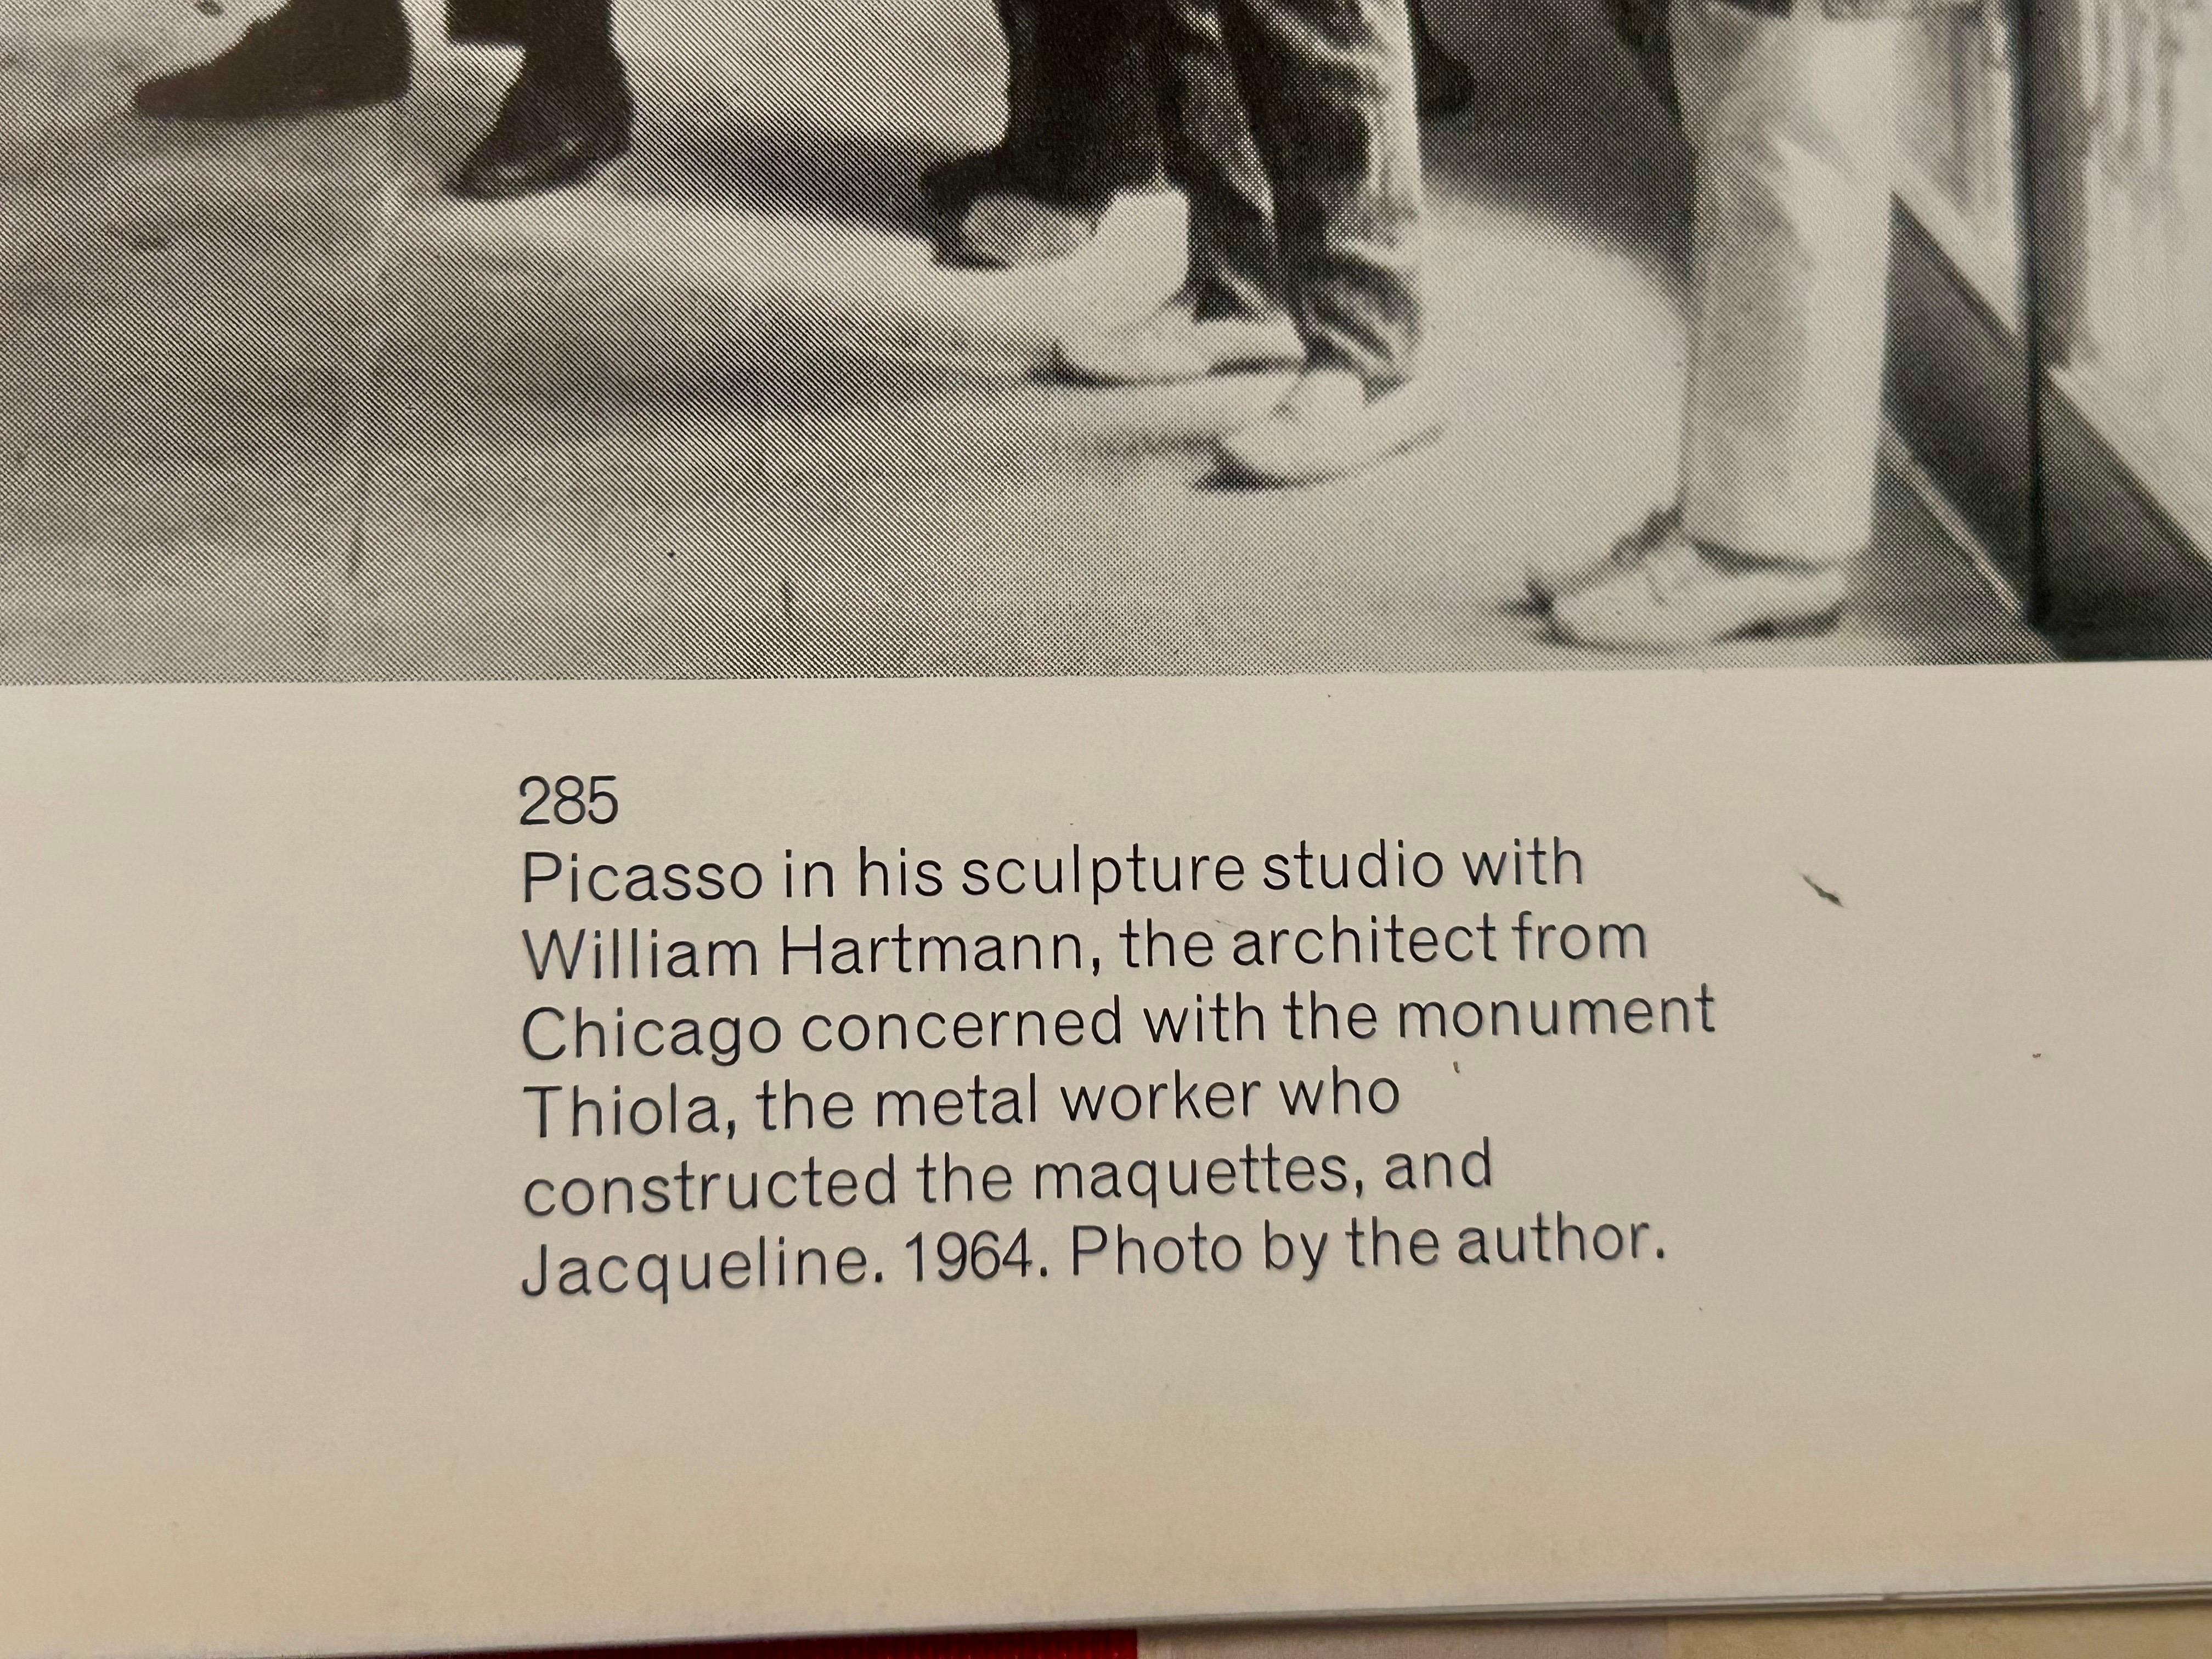 285
Picasso in his sculpture studio with
William Hartmann, the architect from
Chicago concerned with the monument
Thiola, the metal worker who
constructed the maquettes, and
Jacqueline. 1964. Photo by the author.